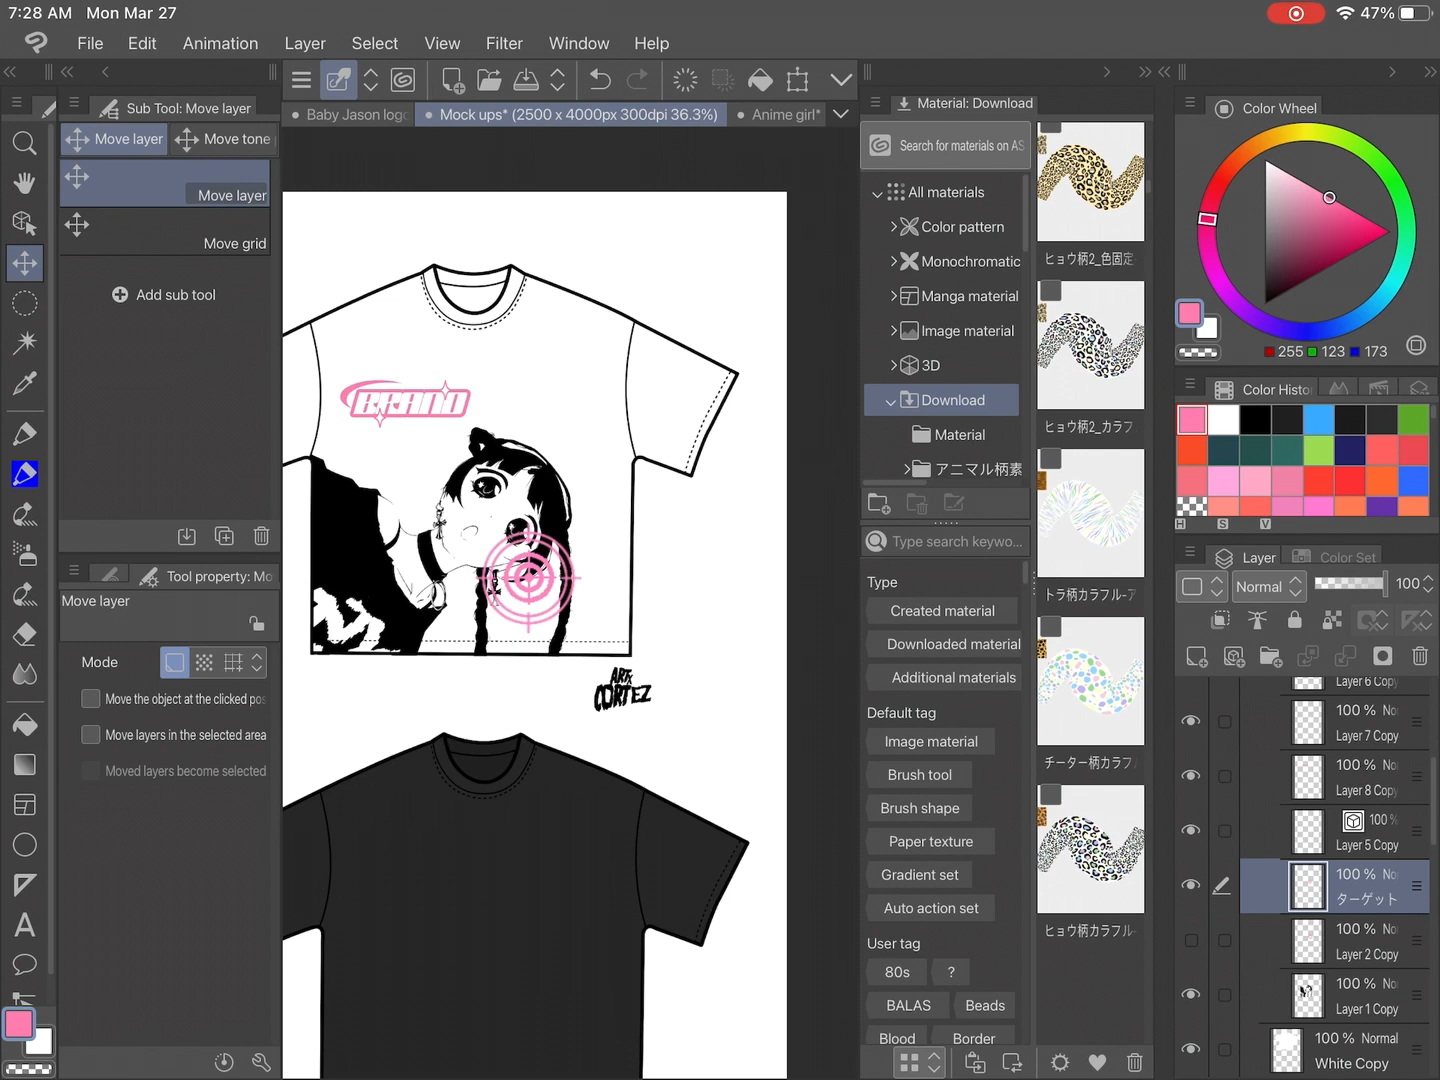 7:28 AM Mon Mar 27
47%
File Edit Animation Layer Select View Filter Window Help
Sub Tool: Move layer
Move layer
Move tone
Move layer
Move grid
Add sub tool
Tool property: Mo
Move layer
Mode
Move the object at the clicked pos
Move layers in the selected area
Moved layers become selected
Baby Jason logo
Mock ups* (2500 x 4000px 300dpi 36.3%)
Anime girl*
BRAND
ART
CORTEZ
Material: Download
Search for materials on AS
All materials
Color pattern
Monochromatic
Manga material
Image material
3D
Download
Material
アニマル柄素
Type search keywo...
Type
Created material
Downloaded material
Additional materials
Default tag
Image material
Brush tool
Brush shape
Paper texture
Gradient set
Auto action set
User tag
80s
?
BALAS
Beads
Blood
Border
ヒョウ柄2_色固定
ヒョウ柄2_カラフ
トラ柄カラフル-ア
チーター柄カラフ
ヒョウ柄カラフル-
Color Wheel
255 123 173
Color Histo
H S V
Layer
Color Set
Normal
100
Layer 6 Copy
100 % No
Layer 7 Copy
100 % No
Layer 8 Copy
100 %
Layer 5 Copy
100 % No
ターゲット
100 % No
Layer 2 Copy
100 % No
Layer 1 Copy
100 % Normal
White Copy
A